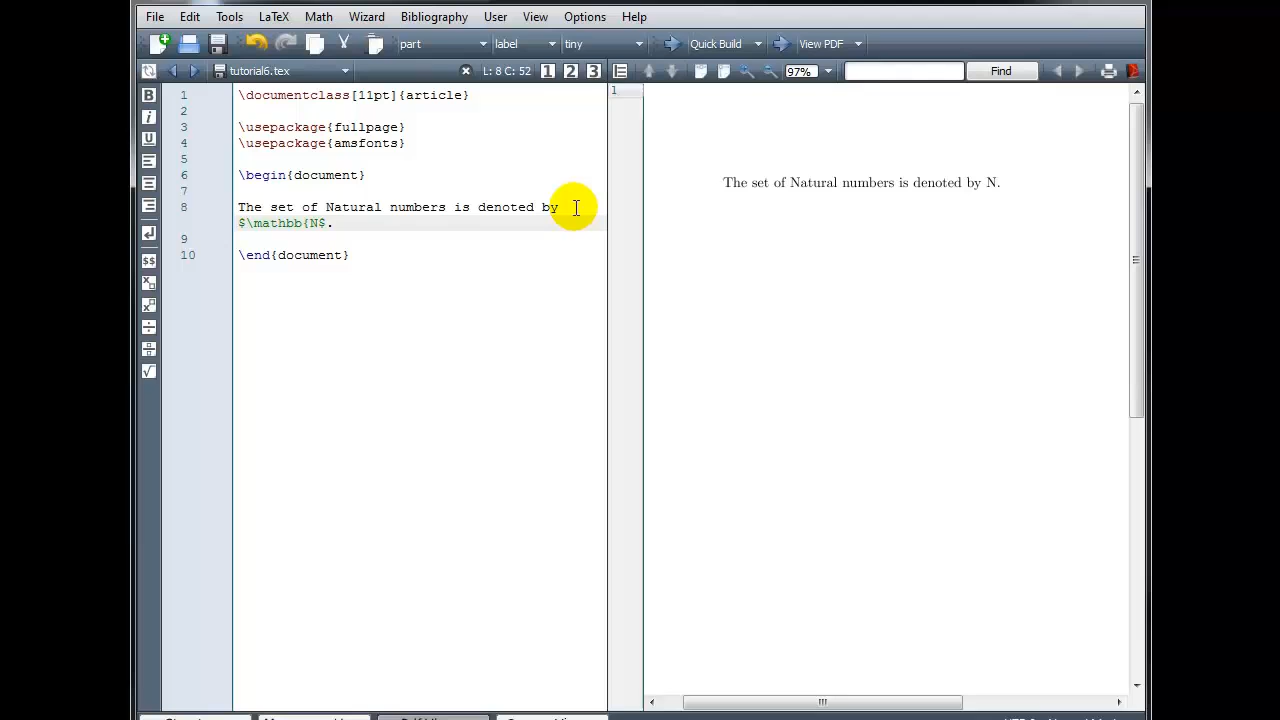 File Edit Tools LaTeX Math Wizard Bibliography User View Options Help
part label tiny Quick Build View PDF
tutorial6.tex L: 8 C: 52 1 2 3 97% Find
1 \documentclass[11pt]{article}
2
3 \usepackage{fullpage}
4 \usepackage{amsfonts}
5
6 \begin{document}
7
8 The set of Natural numbers is denoted by
$\mathbb{N$.
9
10 \end{document}
B
i
U
$$
1
The set of Natural numbers is denoted by N.